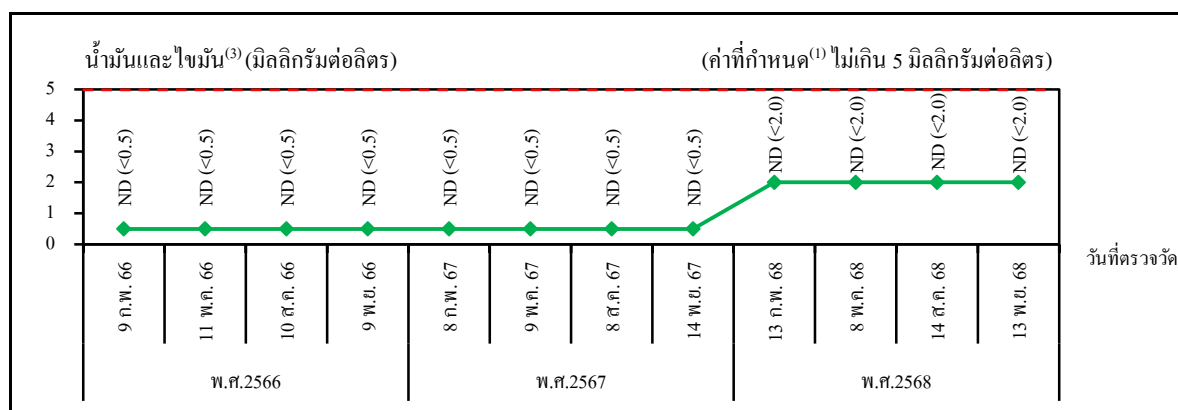 น้ำมันและไขมัน⁽³⁾ (มิลลิกรัมต่อลิตร) (ค่าที่กำหนด⁽¹⁾ ไม่เกิน 5 มิลลิกรัมต่อลิตร)
5
4
3
2
1
0
ND (<0.5) ND (<0.5) ND (<0.5) ND (<0.5) ND (<0.5) ND (<0.5) ND (<0.5) ND (<0.5) ND (<2.0) ND (<2.0) ND (<2.0) ND (<2.0)
วันที่ตรวจวัด
9 ก.พ. 66 11 พ.ค. 66 10 ส.ค. 66 9 พ.ย. 66 8 ก.พ. 67 9 พ.ค. 67 8 ส.ค. 67 14 พ.ย. 67 13 ก.พ. 68 8 พ.ค. 68 14 ส.ค. 68 13 พ.ย. 68
พ.ศ.2566 พ.ศ.2567 พ.ศ.2568